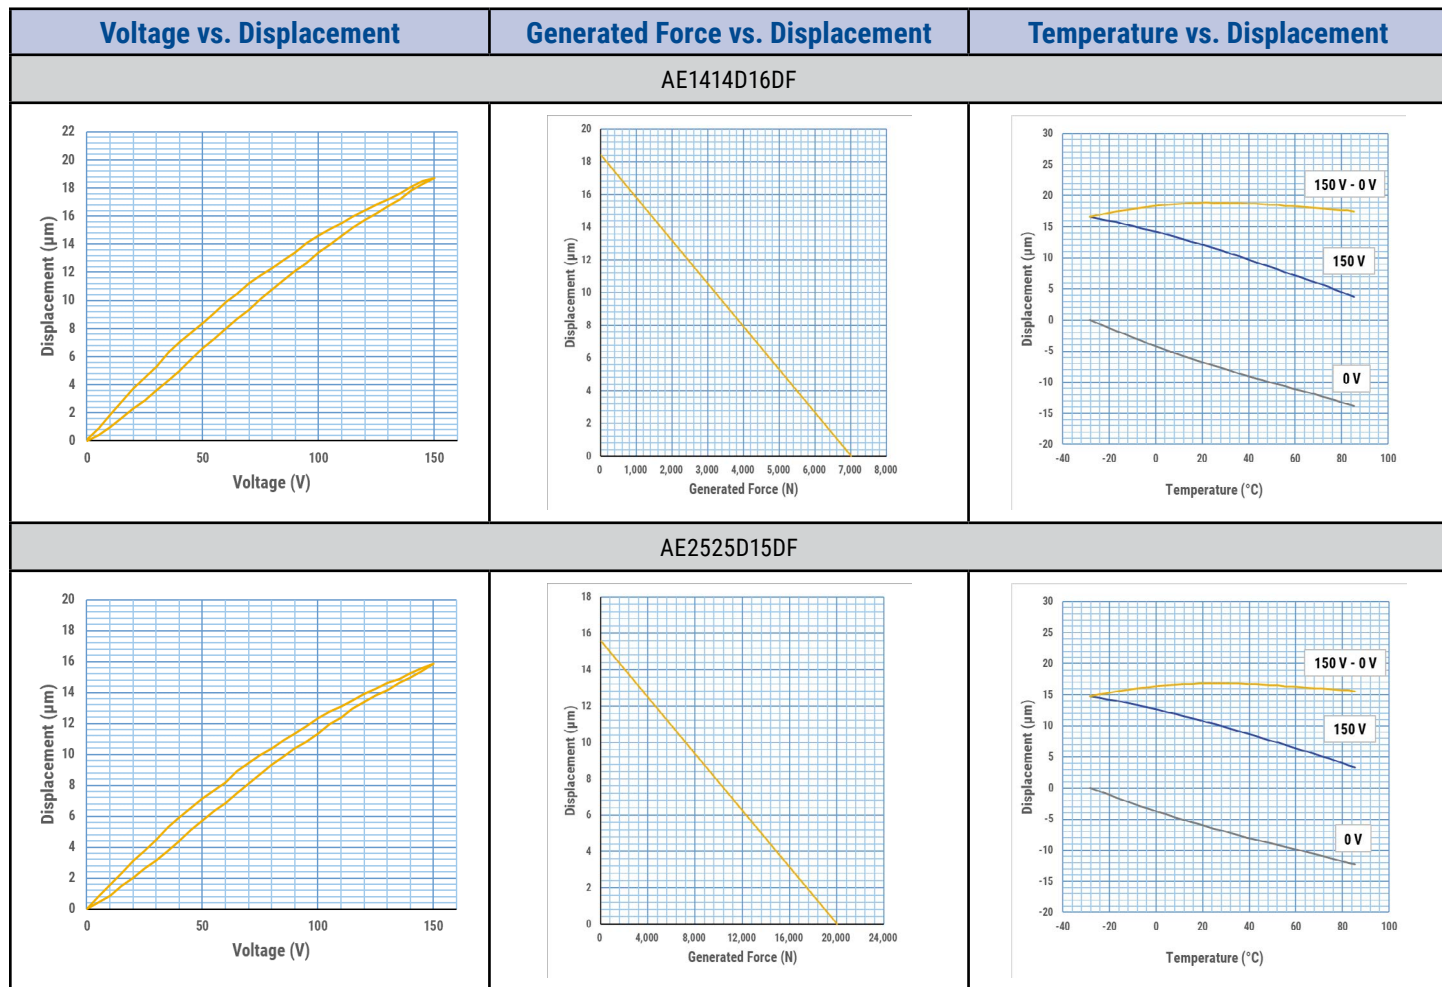 Voltage vs. Displacement
Generated Force vs. Displacement
Temperature vs. Displacement
AE1414D16DF
Displacement (μm)
22
20
18
16
14
12
10
8
6
4
2
0
0 50 100 150
Voltage (V)
Displacement (μm)
20
18
16
14
12
10
8
6
4
2
0
0 1,000 2,000 3,000 4,000 5,000 6,000 7,000 8,000
Generated Force (N)
Displacement (μm)
30
25
20
15
10
5
0
-5
-10
-15
-20
150 V - 0 V
150 V
0 V
-40 -20 0 20 40 60 80 100
Temperature (°C)
AE2525D15DF
Displacement (μm)
20
18
16
14
12
10
8
6
4
2
0
0 50 100 150
Voltage (V)
Displacement (μm)
18
16
14
12
10
8
6
4
2
0
0 4,000 8,000 12,000 16,000 20,000 24,000
Generated Force (N)
Displacement (μm)
30
25
20
15
10
5
0
-5
-10
-15
-20
150 V - 0 V
150 V
0 V
-40 -20 0 20 40 60 80 100
Temperature (°C)